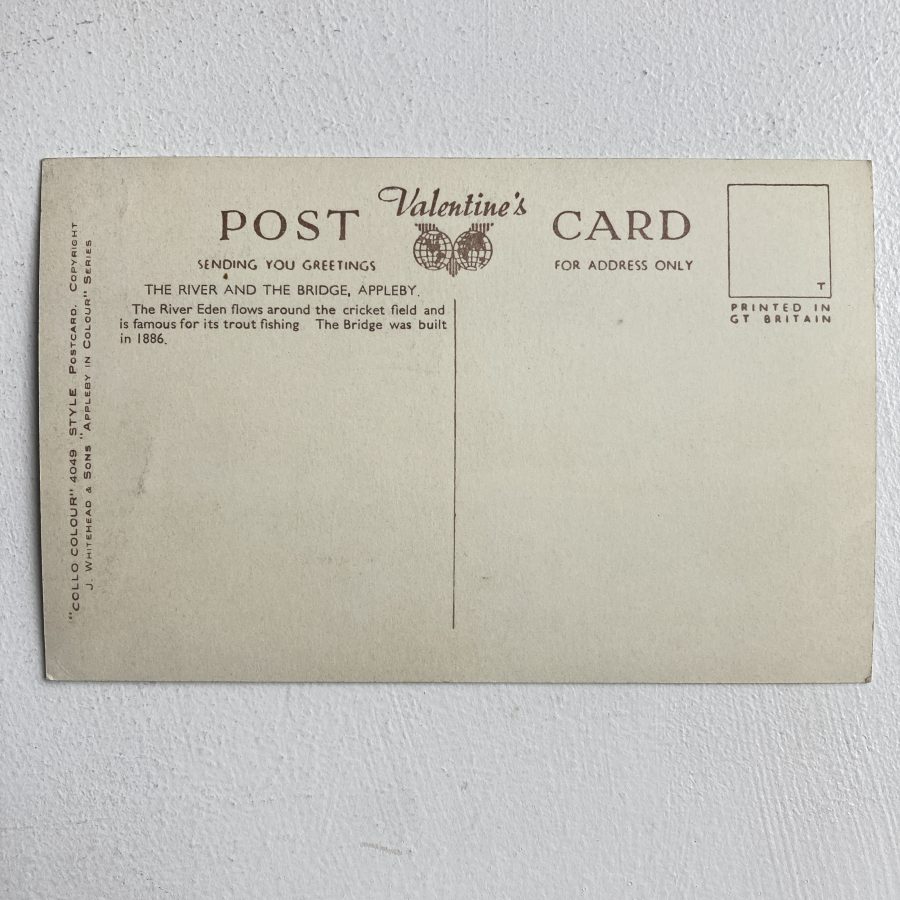 POST Valentine's CARD
SENDING YOU GREETINGS
FOR ADDRESS ONLY
T
PRINTED IN
GT BRITAIN
THE RIVER AND THE BRIDGE, APPLEBY.
The River Eden flows around the cricket field and
is famous for its trout fishing The Bridge was built
in 1886.
"COLLO COLOUR" 4049 STYLE POSTCARD. COPYRIGHT
J. WHITEHEAD & SONS "APPLEBY IN COLOUR" SERIES